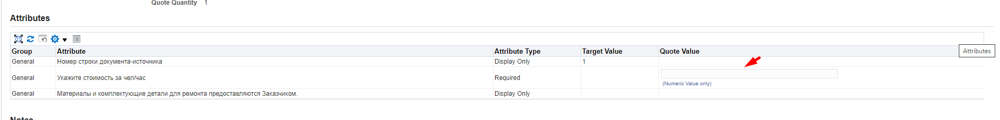 Quote Quantity 1
Attributes
Group Attribute Attribute Type Target Value Quote Value
Attributes
General Номер строки документа-источника Display Only 1
General Укажите стоимость за чел/час Required
(Numeric Value only)
General Материалы и комплектующие детали для ремонта предоставляются Заказчиком. Display Only
Notes